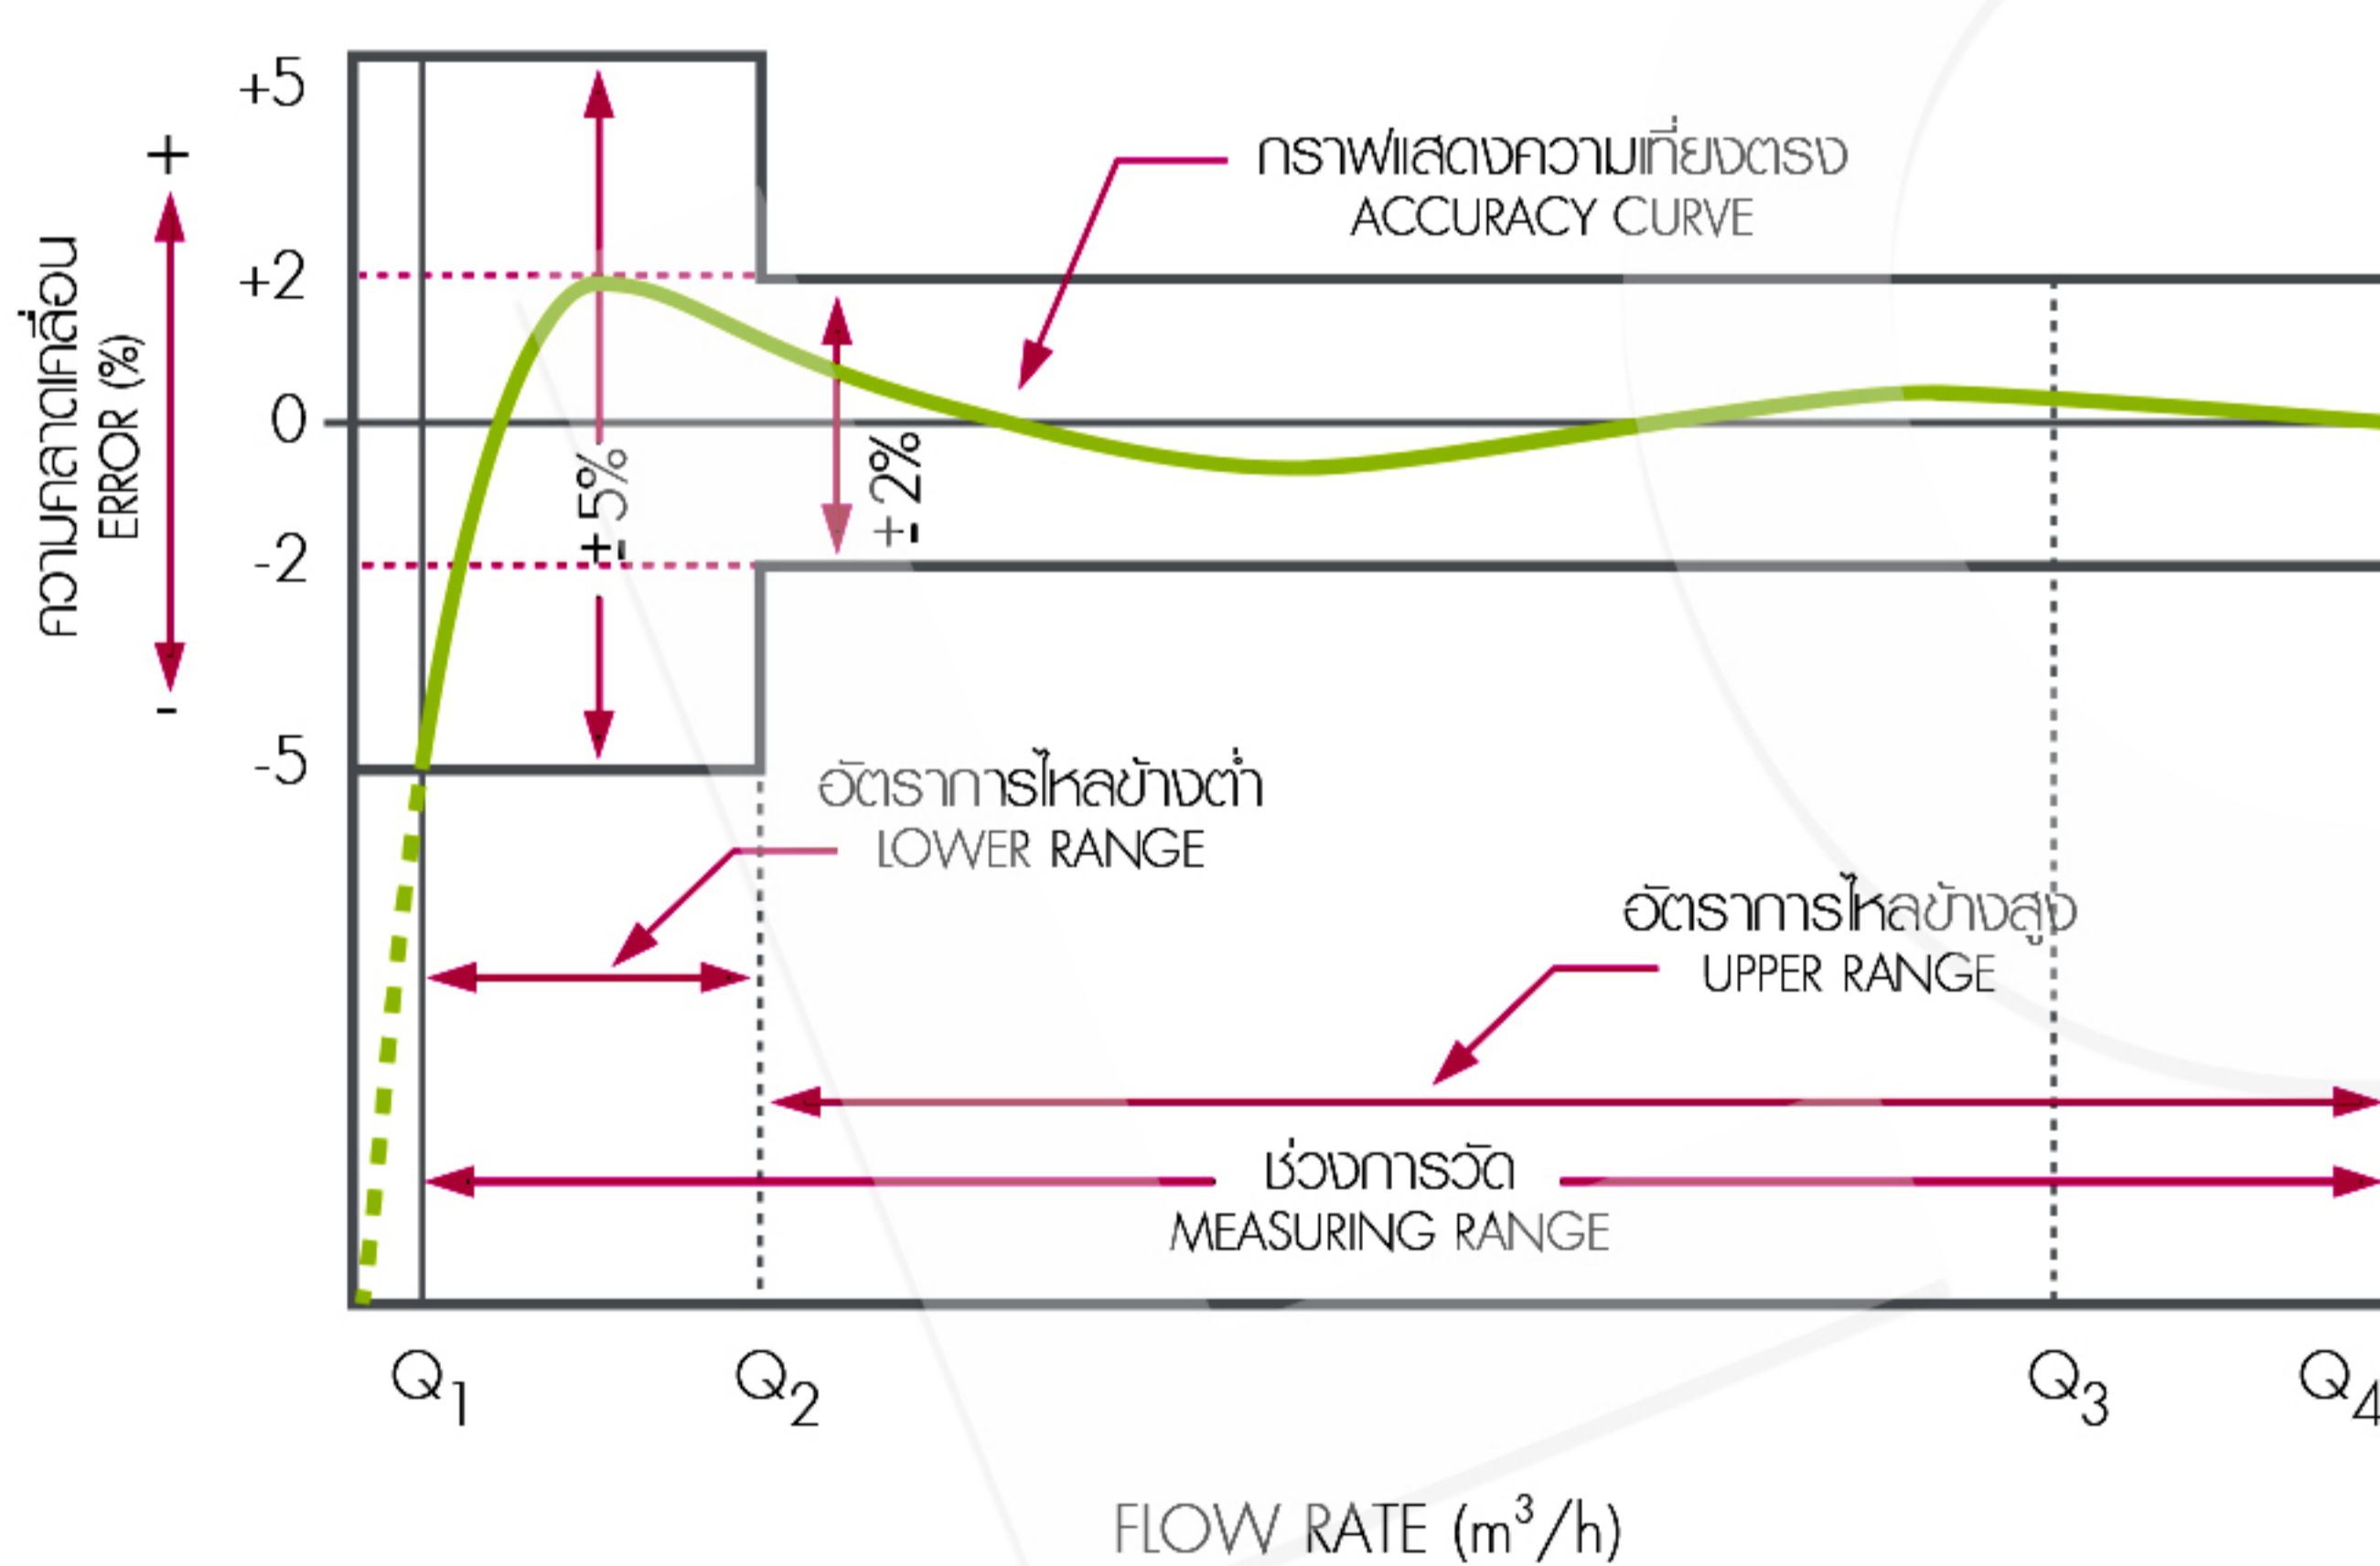 +5
+
กราฟแสดงความเที่ยงตรง
ACCURACY CURVE
+2
ความคลาดเคลื่อน
ERROR (%)
0
± 5%
± 2%
-2
-
-5
อัตราการไหลข้างต่ำ
LOWER RANGE
อัตราการไหลข้างสูง
UPPER RANGE
ช่วงการวัด
MEASURING RANGE
Q1 Q2 Q3 Q4
FLOW RATE (m³/h)